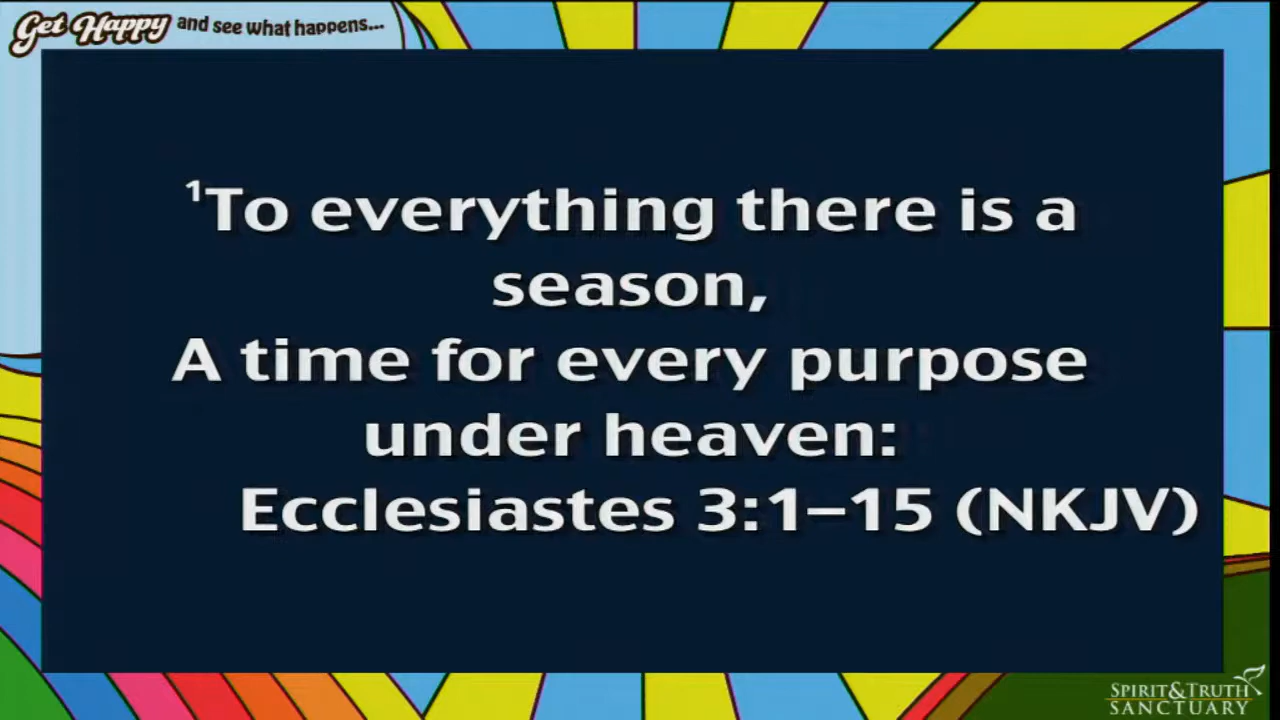 Get Happy and see what happens...
¹To everything there is a
season,
A time for every purpose
under heaven:
Ecclesiastes 3:1–15 (NKJV)
SPIRIT&TRUTH
SANCTUARY